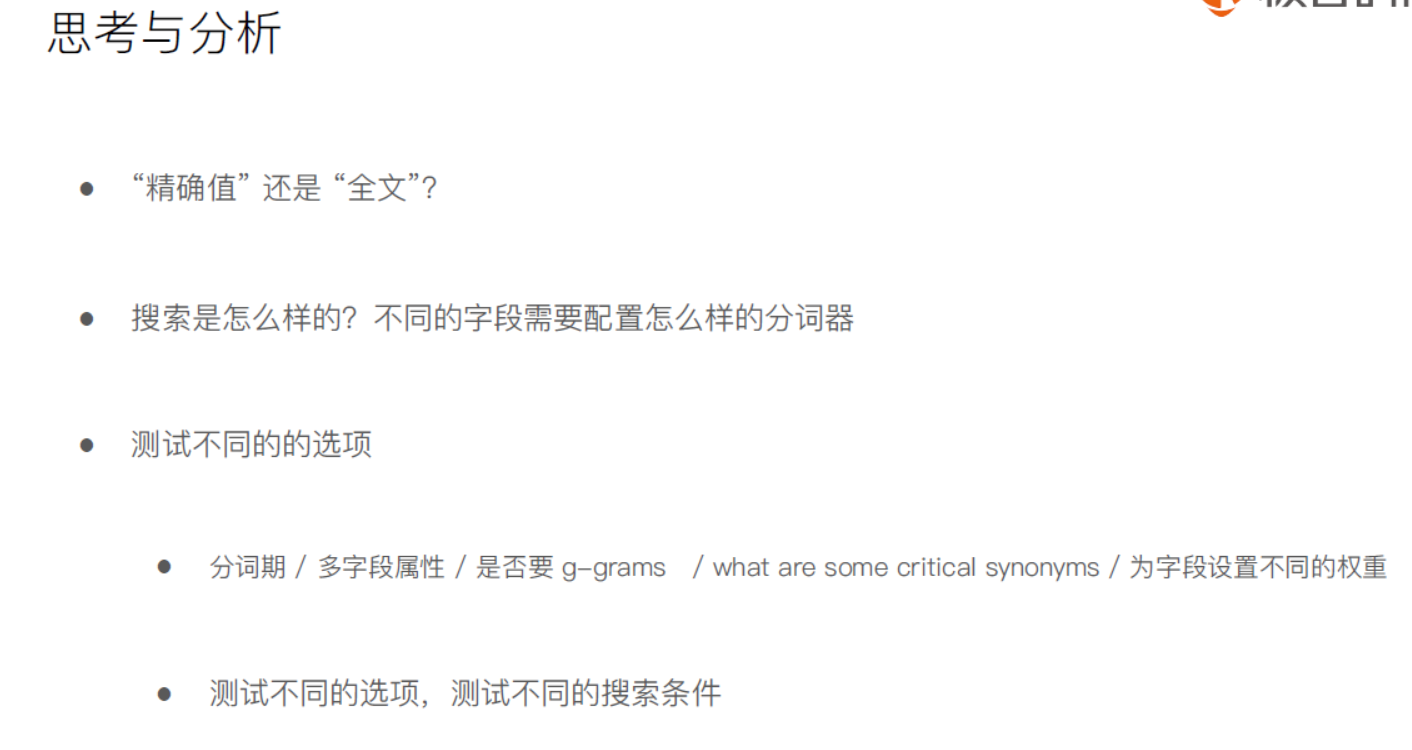 思考与分析
“精确值” 还是 “全文”?
搜索是怎么样的? 不同的字段需要配置怎么样的分词器
测试不同的的选项
分词期 / 多字段属性 / 是否要 g-grams / what are some critical synonyms / 为字段设置不同的权重
测试不同的选项, 测试不同的搜索条件